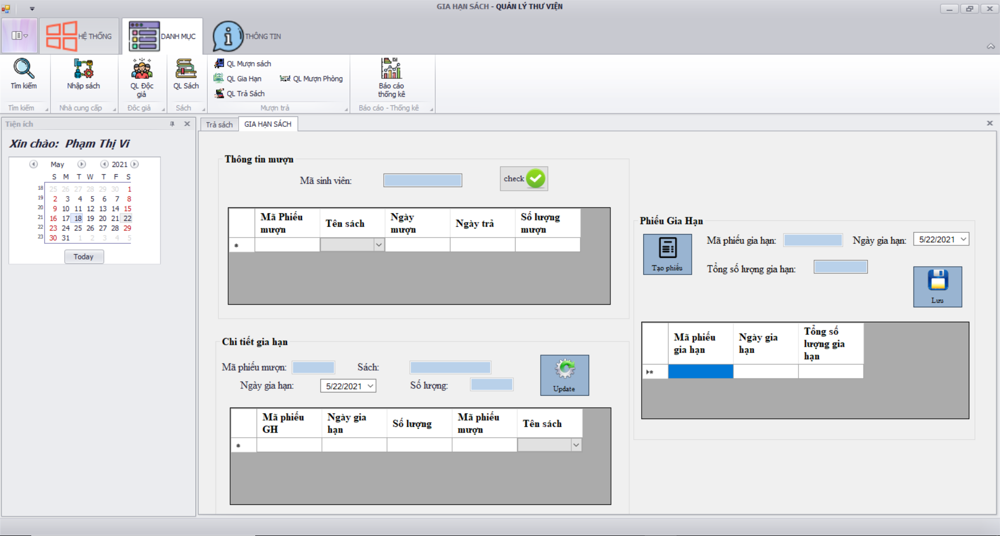 GIA HẠN SÁCH - QUẢN LÝ THƯ VIỆN
HỆ THỐNG
DANH MỤC
THÔNG TIN
Tìm kiếm
Nhập sách
QL Độc
giả
QL Sách
QL Mượn sách
QL Gia Hạn
QL Mượn Phòng
QL Trả Sách
Báo cáo
thống kê
Tìm kiếm
Nhà cung cấp
Độc giả
Sách
Mượn trả
Báo cáo - Thống kê
Tiện ích
Trả sách
GIA HẠN SÁCH
Xin chào: Phạm Thị Vi
May 2021
S M T W T F S
18 25 26 27 28 29 30 1
19 2 3 4 5 6 7 8
20 9 10 11 12 13 14 15
21 16 17 18 19 20 21 22
22 23 24 25 26 27 28 29
23 30 31 1 2 3 4 5
Today
Thông tin mượn
Mã sinh viên:
check
Mã Phiếu
mượn
Tên sách
Ngày
mượn
Ngày trả
Số lượng
mượn
Chi tiết gia hạn
Mã phiếu mượn:
Sách:
Ngày gia hạn:
5/22/2021
Số lượng:
Update
Mã phiếu
GH
Ngày gia
hạn
Số lượng
Mã phiếu
mượn
Tên sách
Phiếu Gia Hạn
Tạo phiếu
Mã phiếu gia hạn:
Ngày gia hạn:
5/22/2021
Tổng số lượng gia hạn:
Lưu
Mã phiếu
gia hạn
Ngày gia
hạn
Tổng số
lượng gia
hạn